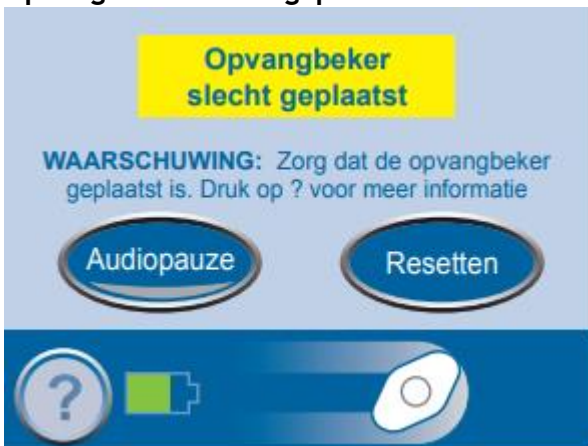 Opvangbeker
slecht geplaatst
WAARSCHUWING: Zorg dat de opvangbeker
geplaatst is. Druk op ? voor meer informatie
Audiopauze Resetten
?